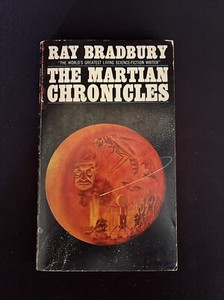 RAY BRADBURY
"THE WORLD'S GREATEST LIVING SCIENCE-FICTION WRITER"
THE MARTIAN
CHRONICLES